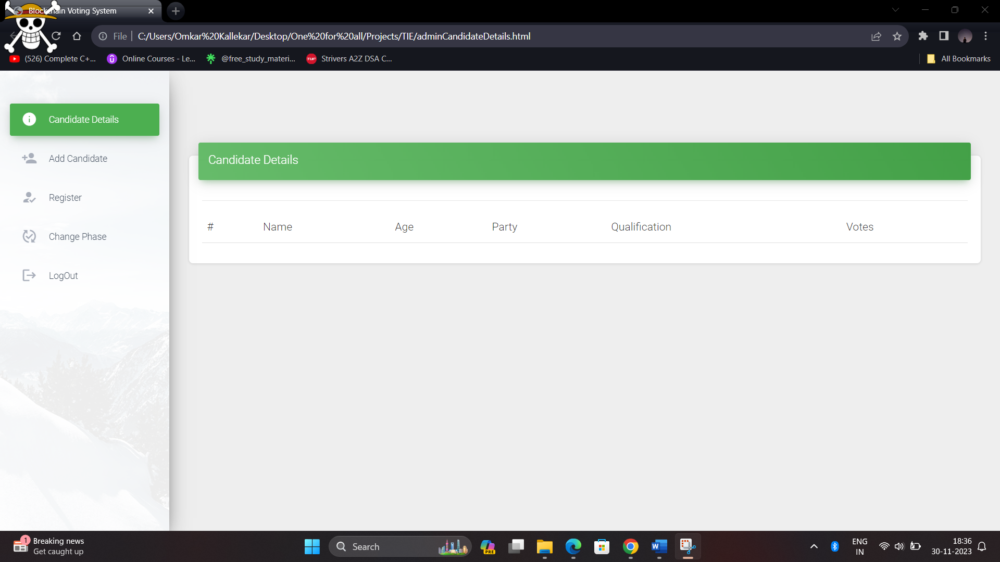 Blockchain Voting System
File
C:/Users/Omkar%20Kallekar/Desktop/One%20for%20all/Projects/TIE/adminCandidateDetails.html
(526) Complete C+...
Online Courses - Le...
@free_study_materi...
TUF
Strivers A2Z DSA C...
All Bookmarks
Candidate Details
Add Candidate
Register
Change Phase
LogOut
Candidate Details
# Name Age Party Qualification Votes
1
Breaking news
Get caught up
Search
PRE
W
ENG
IN
18:36
30-11-2023